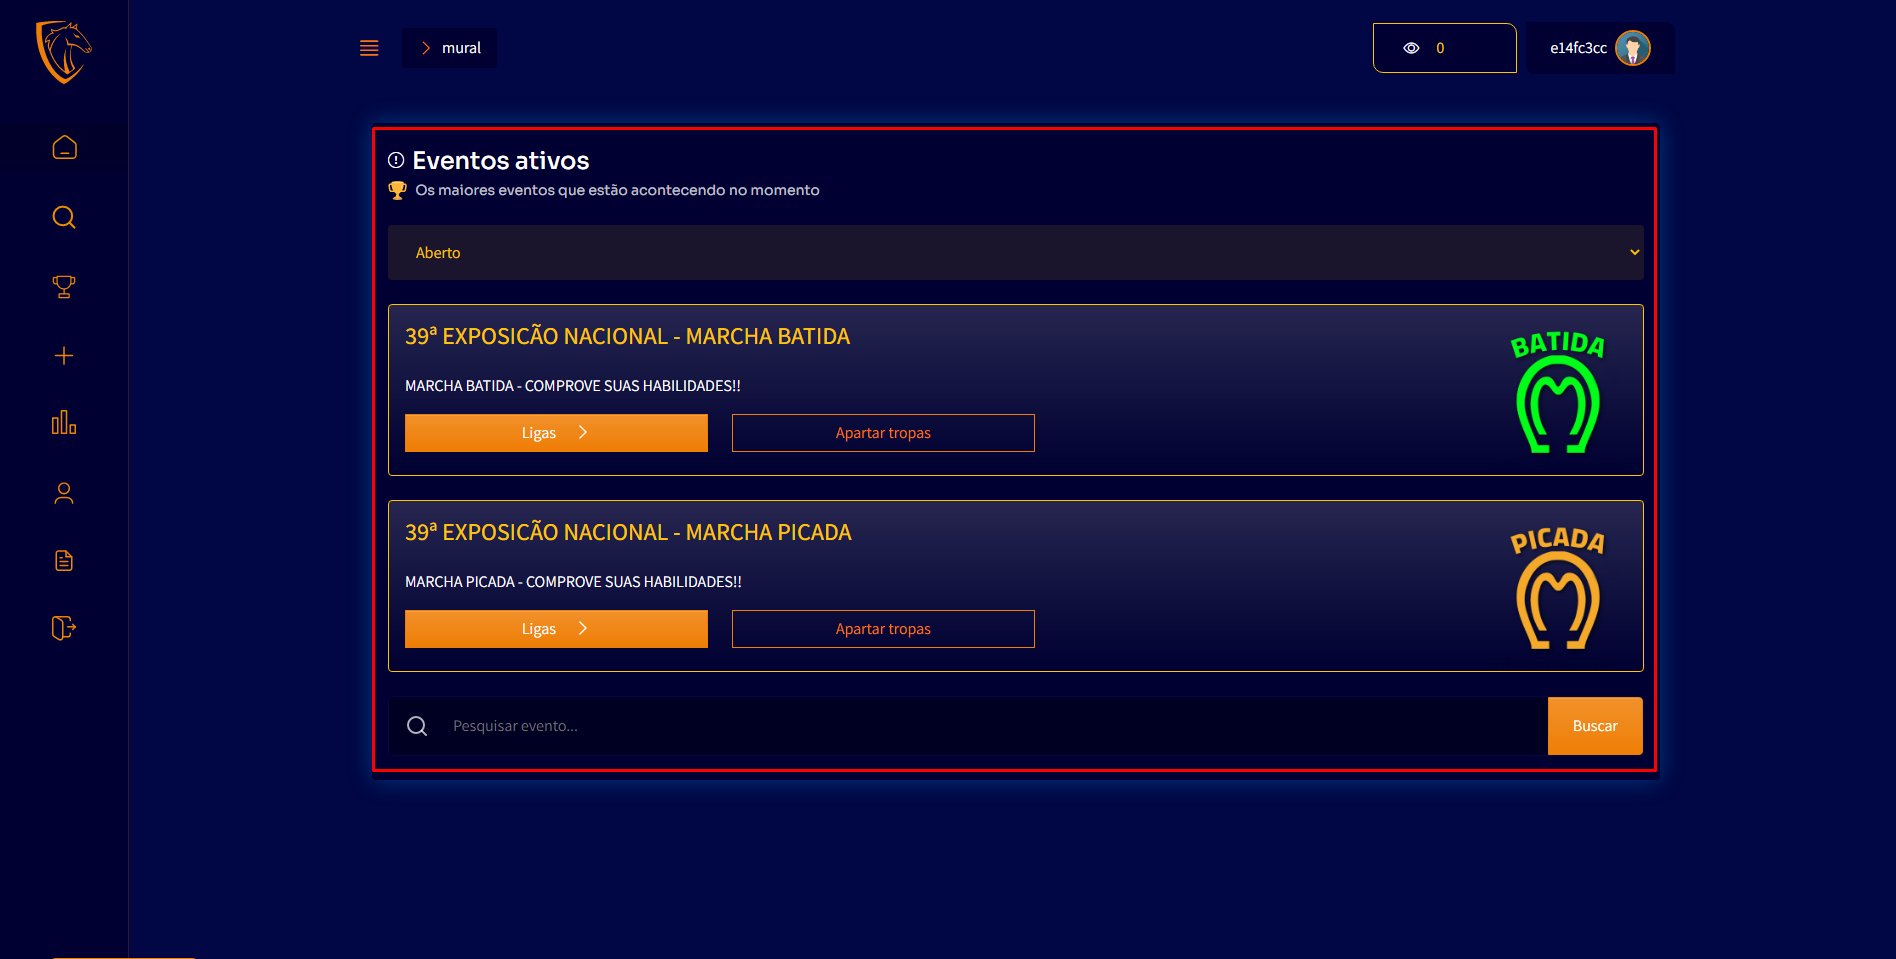 mural
0
e14fc3cc
Eventos ativos
Os maiores eventos que estão acontecendo no momento
Aberto
39ª EXPOSICÃO NACIONAL - MARCHA BATIDA
MARCHA BATIDA - COMPROVE SUAS HABILIDADES!!
Ligas
Apartar tropas
BATIDA
39ª EXPOSICÃO NACIONAL - MARCHA PICADA
MARCHA PICADA - COMPROVE SUAS HABILIDADES!!
Ligas
Apartar tropas
PICADA
Pesquisar evento...
Buscar